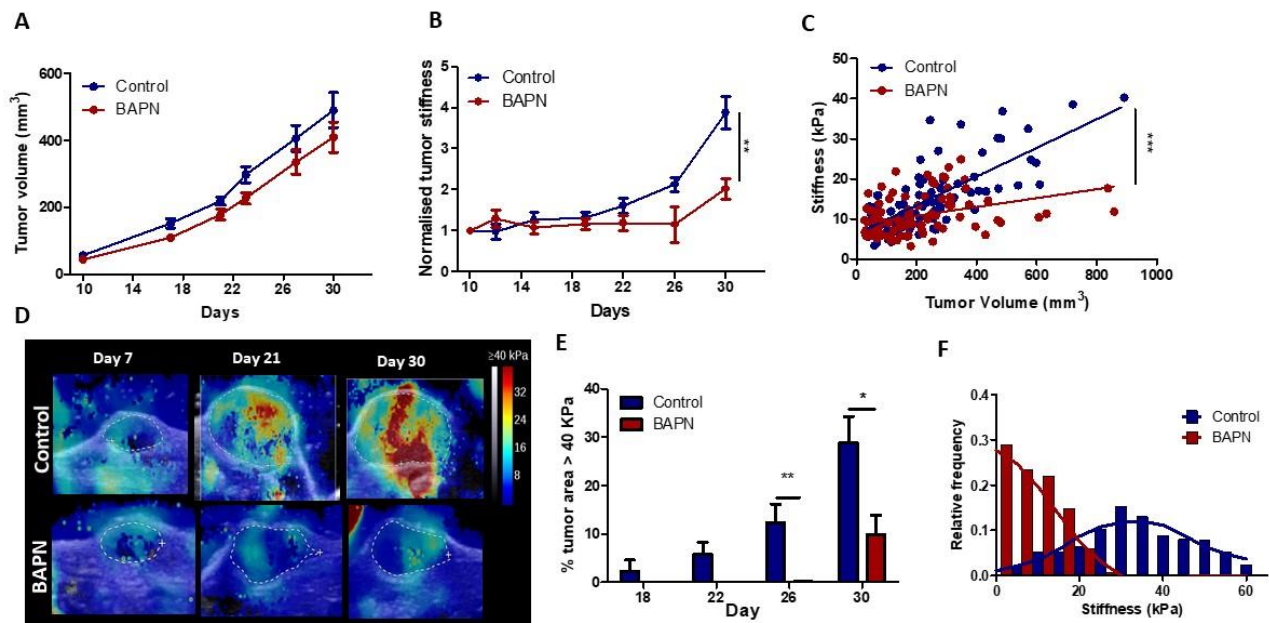 A
Tumor volume (mm3)
600
400
200
0
10 14 18 22 26 30
Days
Control
BAPN
B
Normalised tumor stiffness
5
4
3
2
1
0
10 14 18 22 26 30
Days
Control
BAPN
**
C
Stiffness (kPa)
50
40
30
20
10
0
0 200 400 600 800 1000
Tumor Volume (mm3)
Control
BAPN
***
D
Day 7 Day 21 Day 30
≥40 kPa
32
24
16
8
Control
BAPN
E
% tumor area > 40 KPa
40
30
20
10
0
18 22 26 30
Day
Control
BAPN
**
*
F
Relative frequency
0.4
0.3
0.2
0.1
0.0
0 20 40 60
Stiffness (kPa)
Control
BAPN